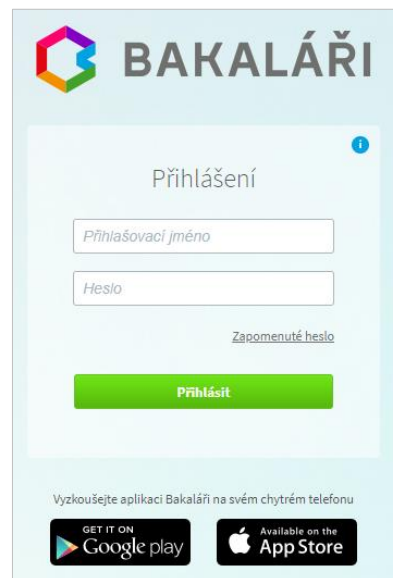 BAKALÁŘI
i
Přihlášení
Přihlašovací jméno
Heslo
Zapomenuté heslo
Přihlásit
Vyzkoušejte aplikaci Bakaláři na svém chytrém telefonu
GET IT ON
Google play
Available on the
App Store